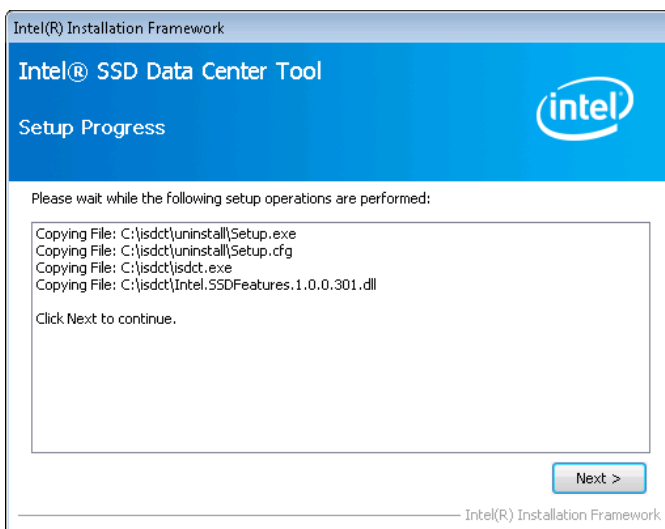 Intel(R) Installation Framework
Intel® SSD Data Center Tool
Setup Progress
intel
Please wait while the following setup operations are performed:
Copying File: C:\isdct\uninstall\Setup.exe
Copying File: C:\isdct\uninstall\Setup.cfg
Copying File: C:\isdct\isdct.exe
Copying File: C:\isdct\Intel.SSDFeatures.1.0.0.301.dll
Click Next to continue.
Next >
Intel(R) Installation Framework